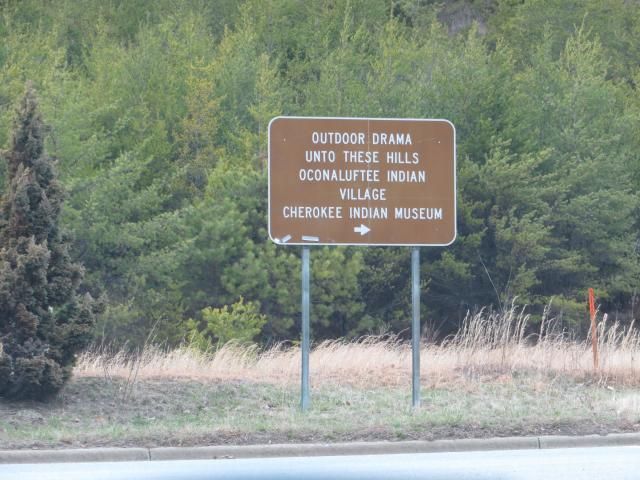 OUTDOOR DRAMA
UNTO THESE HILLS
OCONALUFTEE INDIAN
VILLAGE
CHEROKEE INDIAN MUSEUM